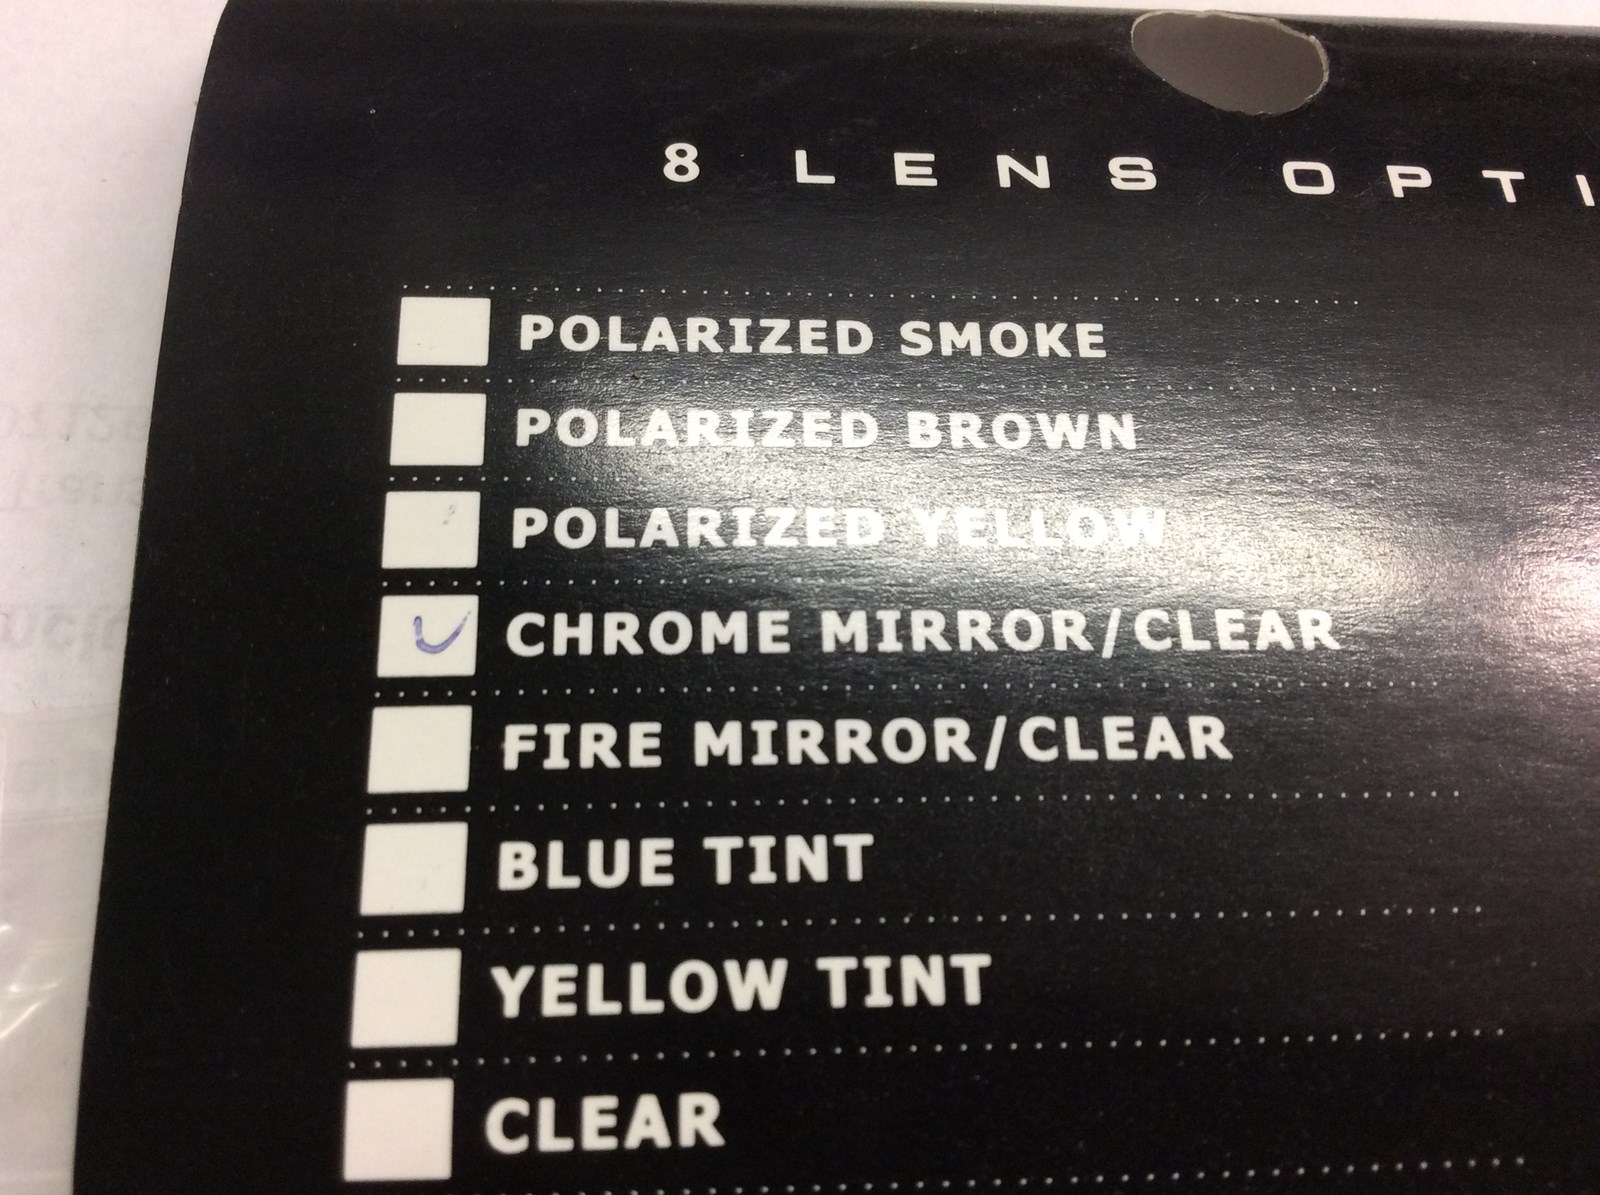 8 LENS OPTI
POLARIZED SMOKE
POLARIZED BROWN
POLARIZED YELLOW
CHROME MIRROR/CLEAR
FIRE MIRROR/CLEAR
BLUE TINT
YELLOW TINT
CLEAR